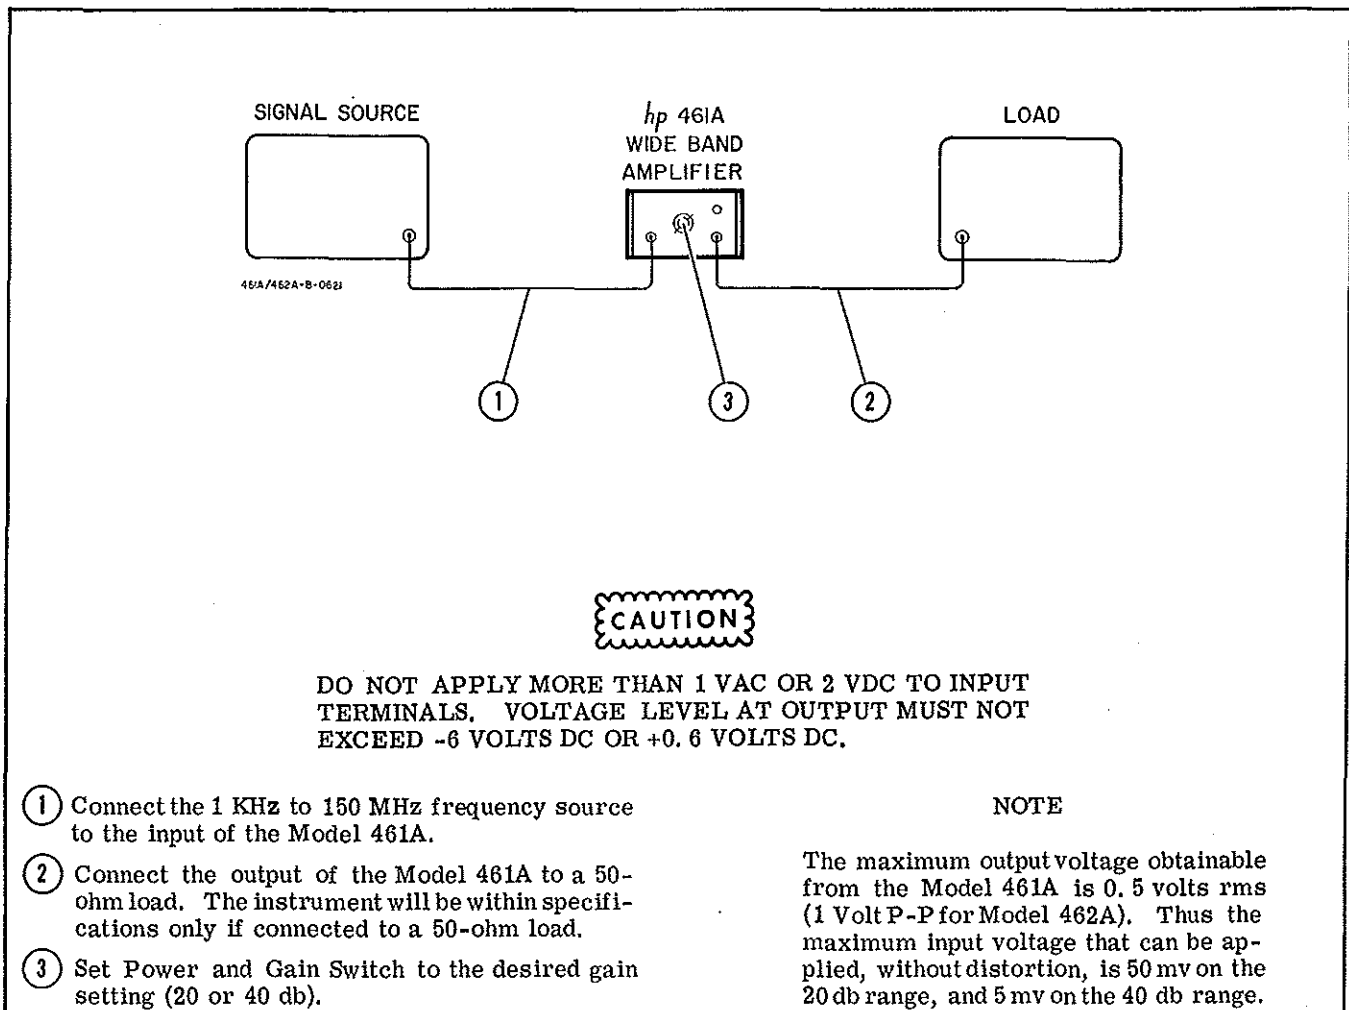 SIGNAL SOURCE
hp 461A
WIDE BAND
AMPLIFIER
LOAD
461A/462A-B-0621
1
3
2
CAUTION
DO NOT APPLY MORE THAN 1 VAC OR 2 VDC TO INPUT
TERMINALS. VOLTAGE LEVEL AT OUTPUT MUST NOT
EXCEED -6 VOLTS DC OR +0.6 VOLTS DC.
1 Connect the 1 KHz to 150 MHz frequency source
to the input of the Model 461A.
2 Connect the output of the Model 461A to a 50-
ohm load. The instrument will be within specifi-
cations only if connected to a 50-ohm load.
3 Set Power and Gain Switch to the desired gain
setting (20 or 40 db).
NOTE
The maximum output voltage obtainable
from the Model 461A is 0.5 volts rms
(1 Volt P-P for Model 462A). Thus the
maximum input voltage that can be ap-
plied, without distortion, is 50 mv on the
20 db range, and 5 mv on the 40 db range.